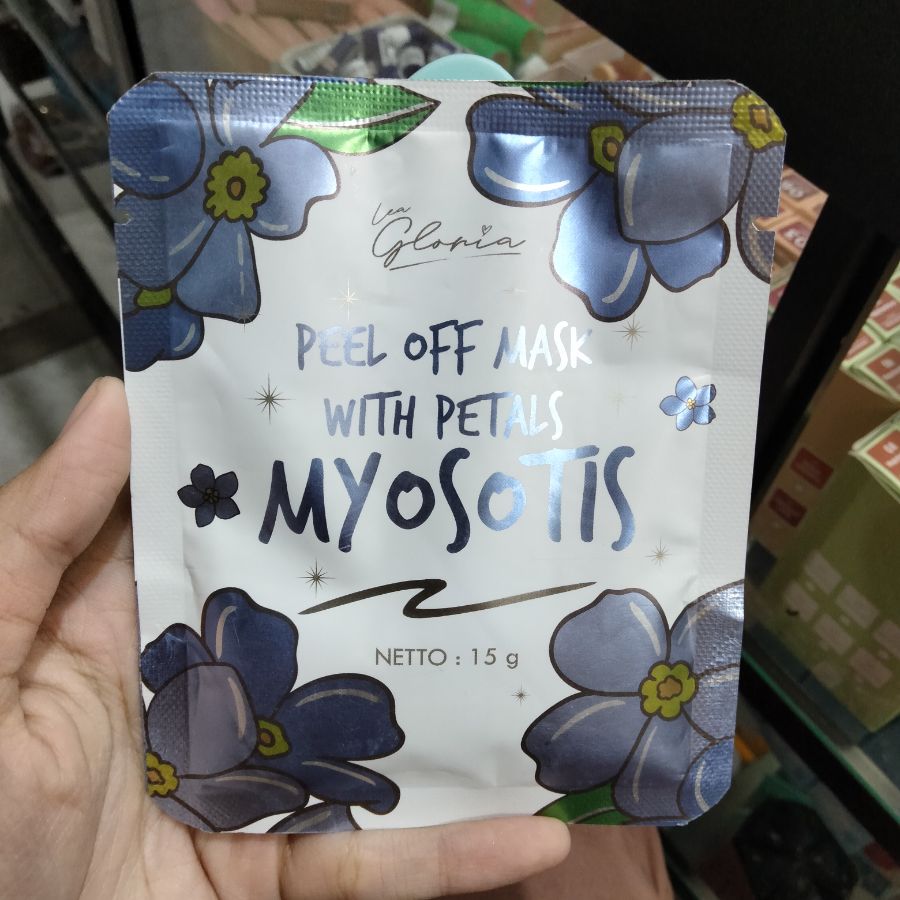 Lea
Gloria
PEEL OFF MASK
WITH PETALS
MYOSOTIS
NETTO : 15 g